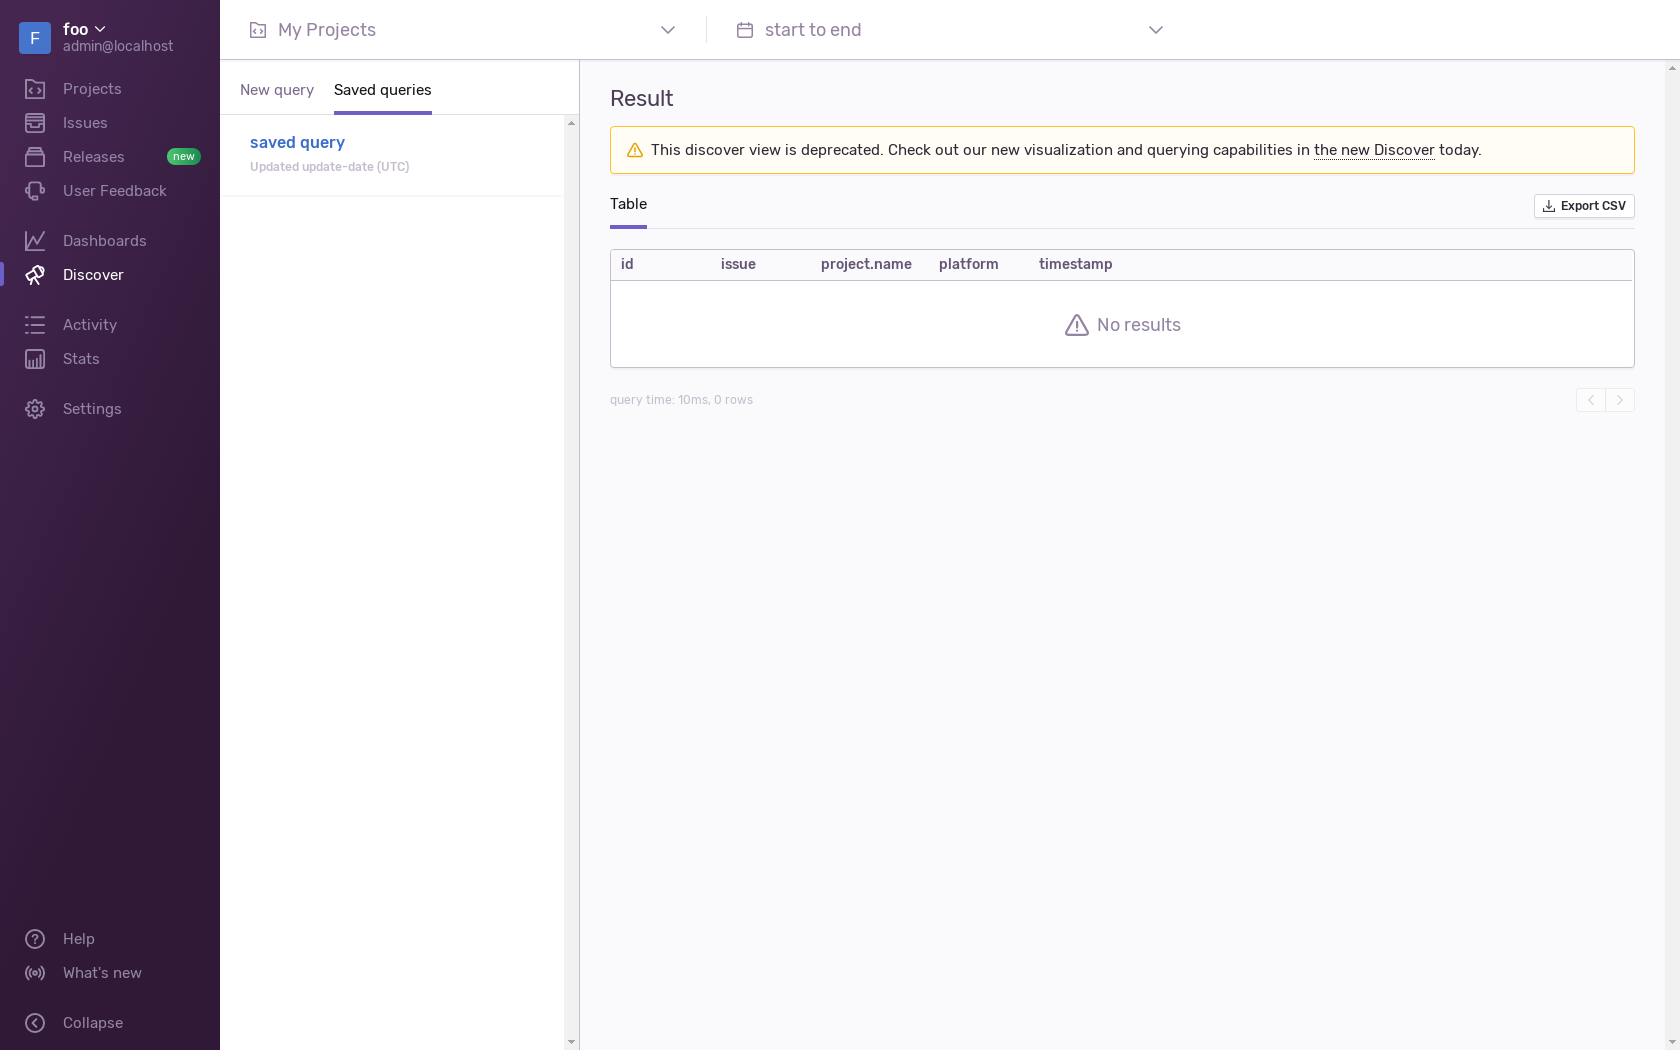 F
foo
admin@localhost
Projects
Issues
Releases
new
User Feedback
Dashboards
Discover
Activity
Stats
Settings
Help
What's new
Collapse
My Projects
start to end
New query
Saved queries
saved query
Updated update-date (UTC)
Result
This discover view is deprecated. Check out our new visualization and querying capabilities in the new Discover today.
Table
Export CSV
id issue project.name platform timestamp
No results
query time: 10ms, 0 rows